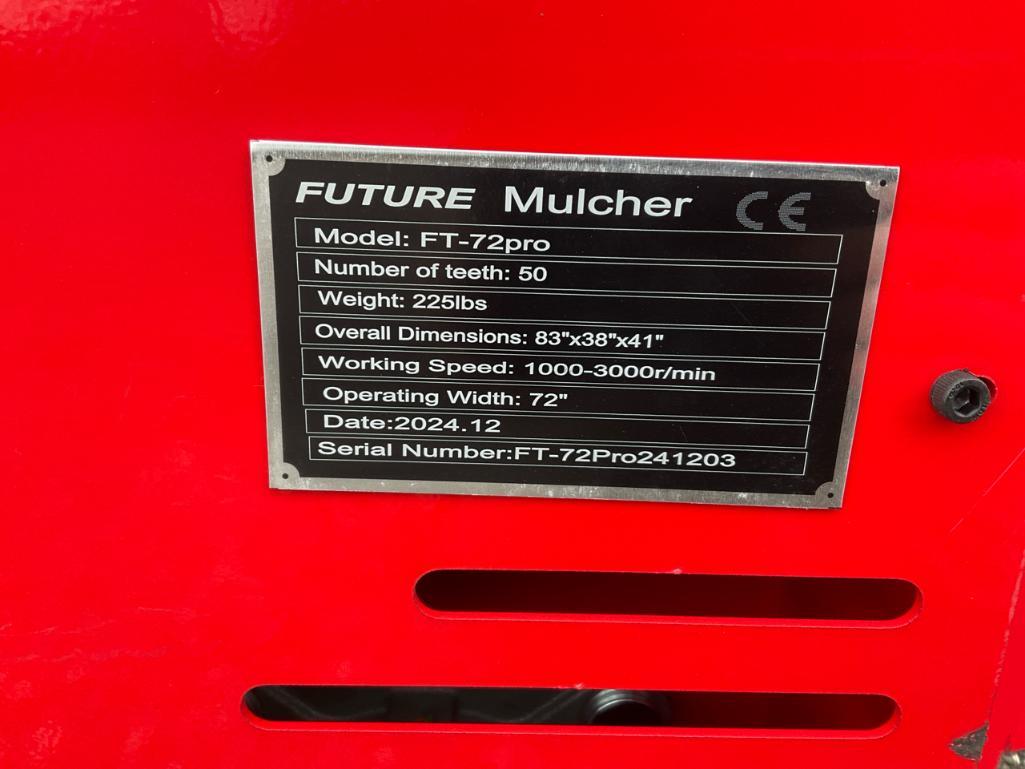 FUTURE Mulcher CE
Model: FT-72pro
Number of teeth: 50
Weight: 225lbs
Overall Dimensions: 83"x38"x41"
Working Speed: 1000-3000r/min
Operating Width: 72"
Date:2024.12
Serial Number:FT-72Pro241203